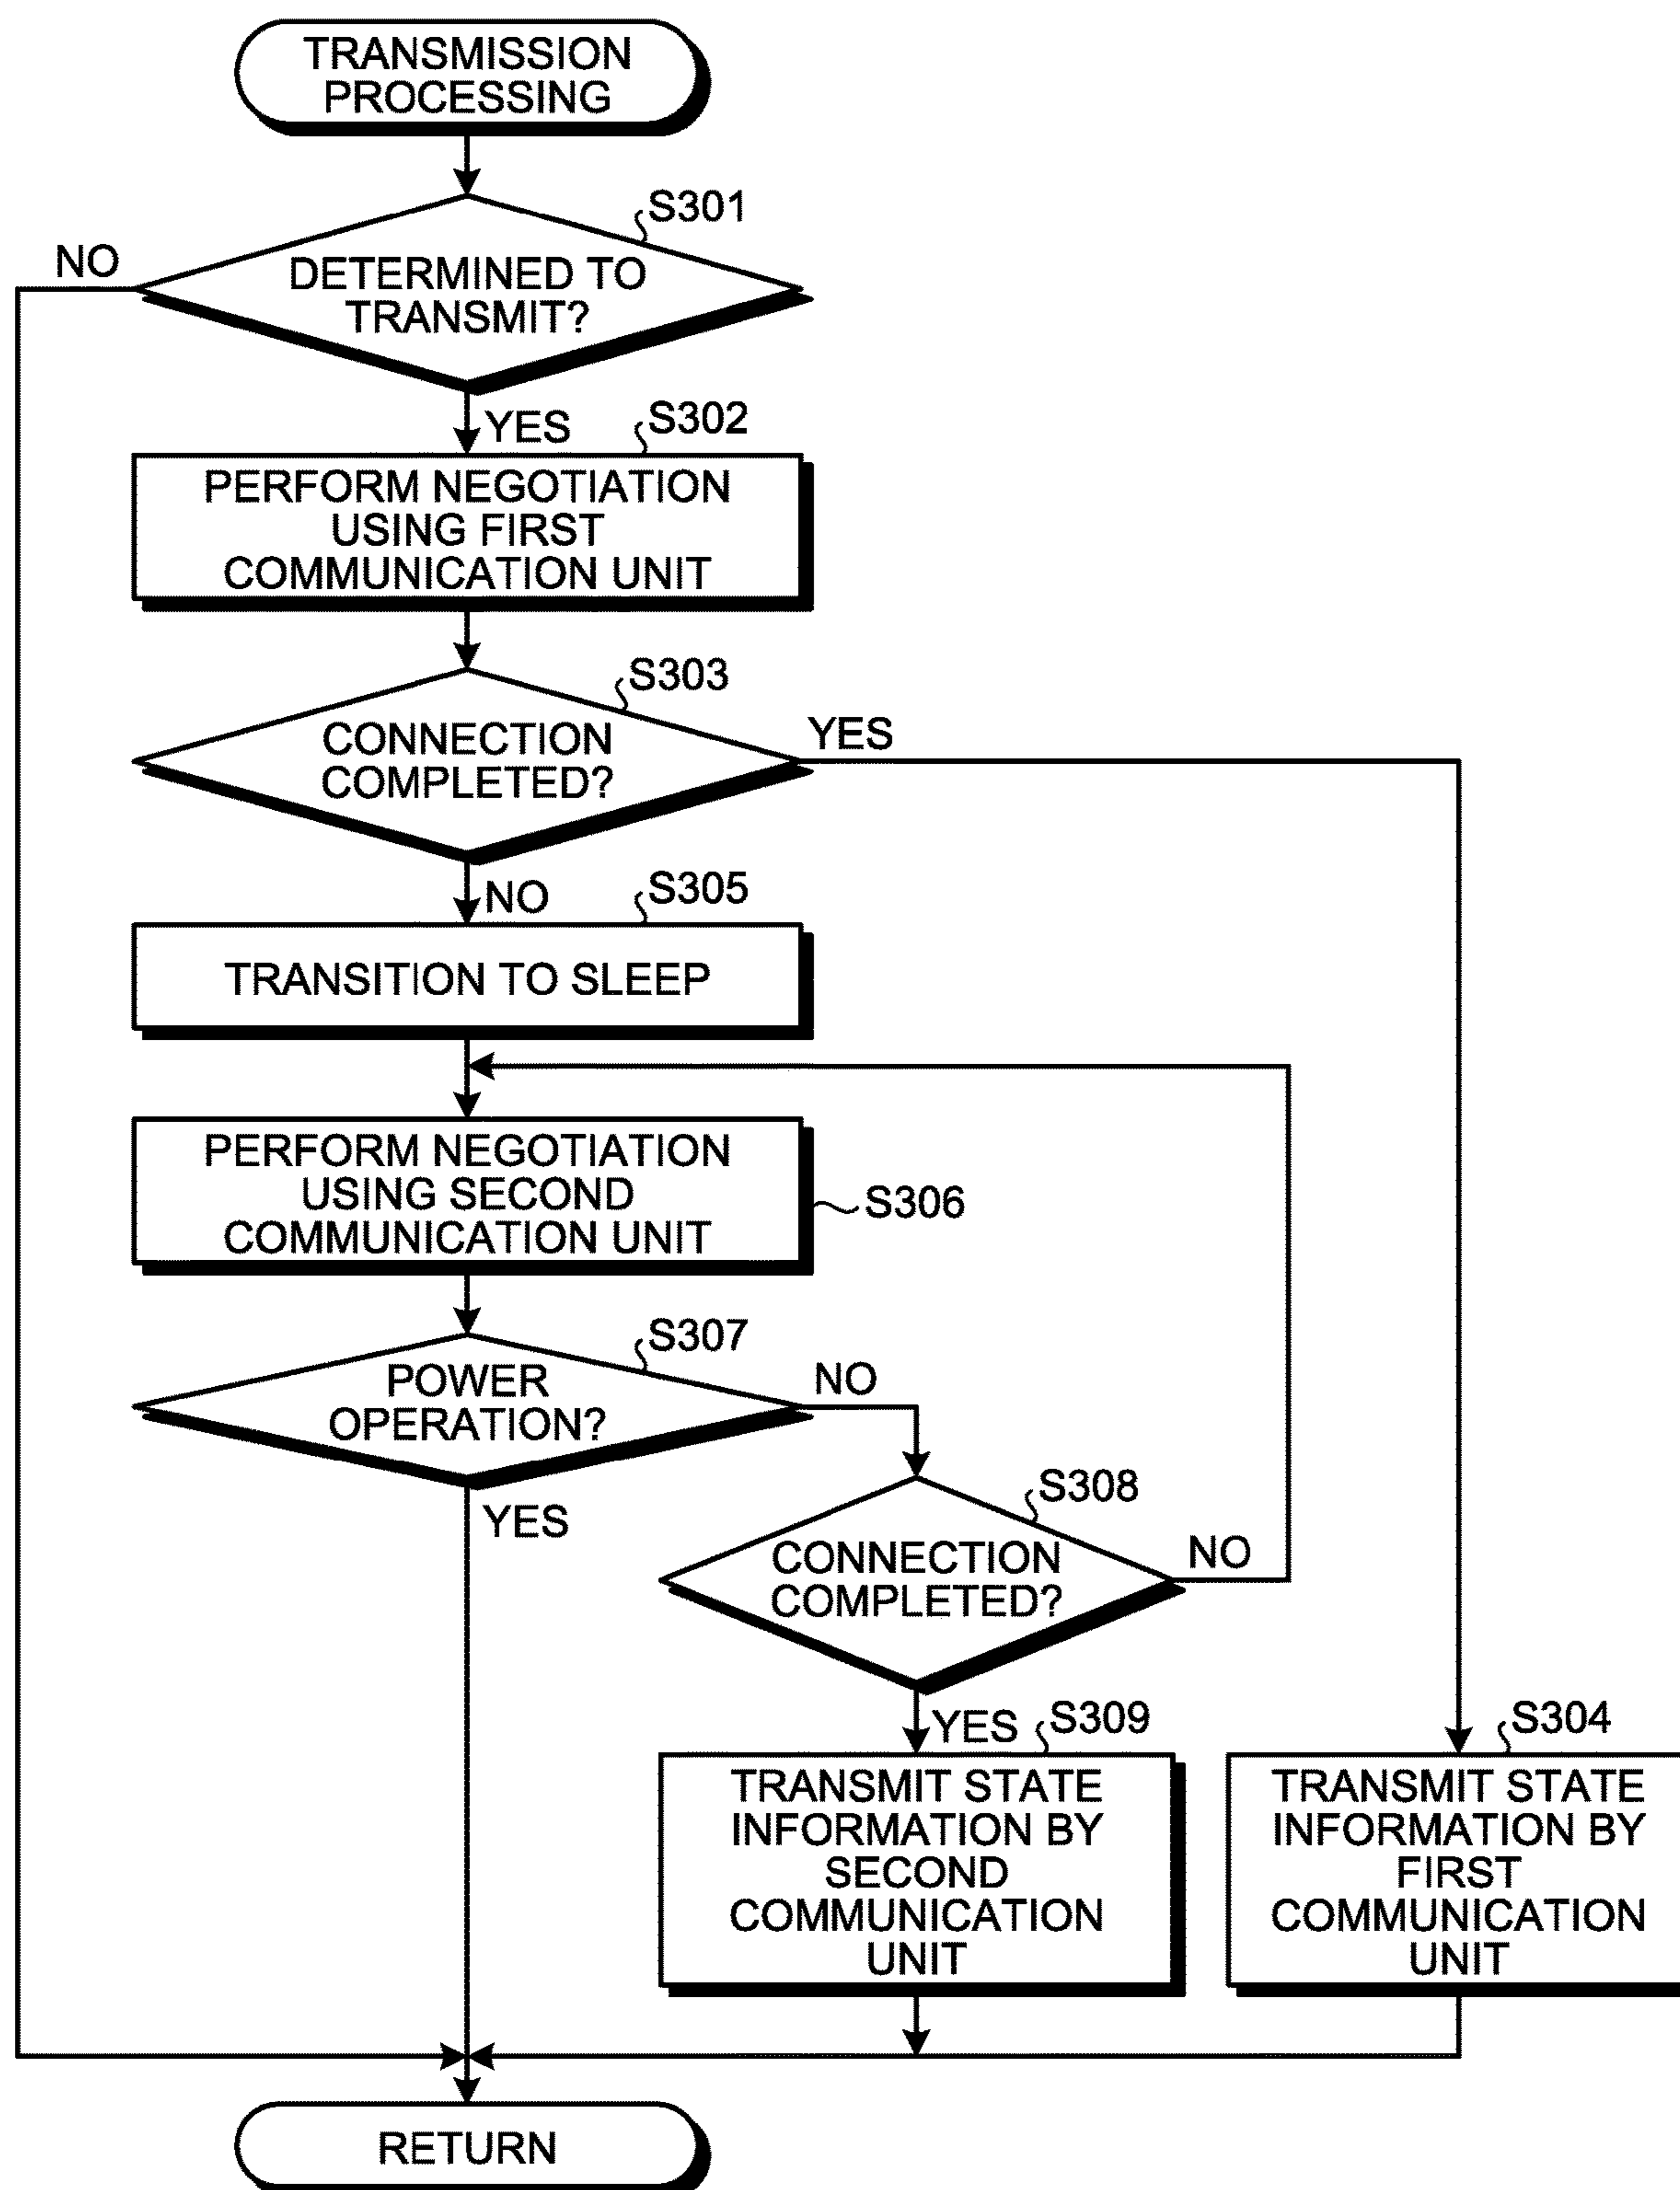 TRANSMISSION
PROCESSING
S301
NO
DETERMINED TO
TRANSMIT?
YES
S302
PERFORM NEGOTIATION
USING FIRST
COMMUNICATION UNIT
S303
CONNECTION
COMPLETED?
YES
NO
S305
TRANSITION TO SLEEP
PERFORM NEGOTIATION
USING SECOND
COMMUNICATION UNIT
S306
S307
POWER
OPERATION?
NO
YES
S308
CONNECTION
COMPLETED?
NO
YES
S309
TRANSMIT STATE
INFORMATION BY
SECOND
COMMUNICATION
UNIT
S304
TRANSMIT STATE
INFORMATION BY
FIRST
COMMUNICATION
UNIT
RETURN